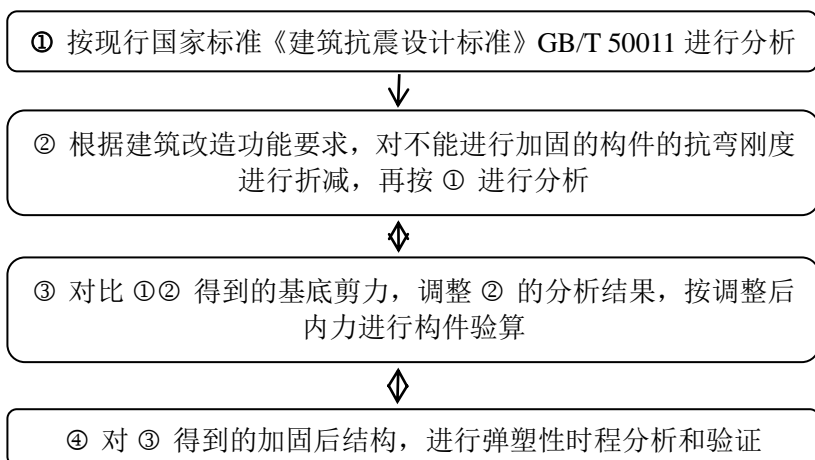 ① 按现行国家标准《建筑抗震设计标准》GB/T 50011 进行分析
② 根据建筑改造功能要求，对不能进行加固的构件的抗弯刚度
进行折减，再按 ① 进行分析
③ 对比 ①② 得到的基底剪力，调整 ② 的分析结果，按调整后
内力进行构件验算
④ 对 ③ 得到的加固后结构，进行弹塑性时程分析和验证